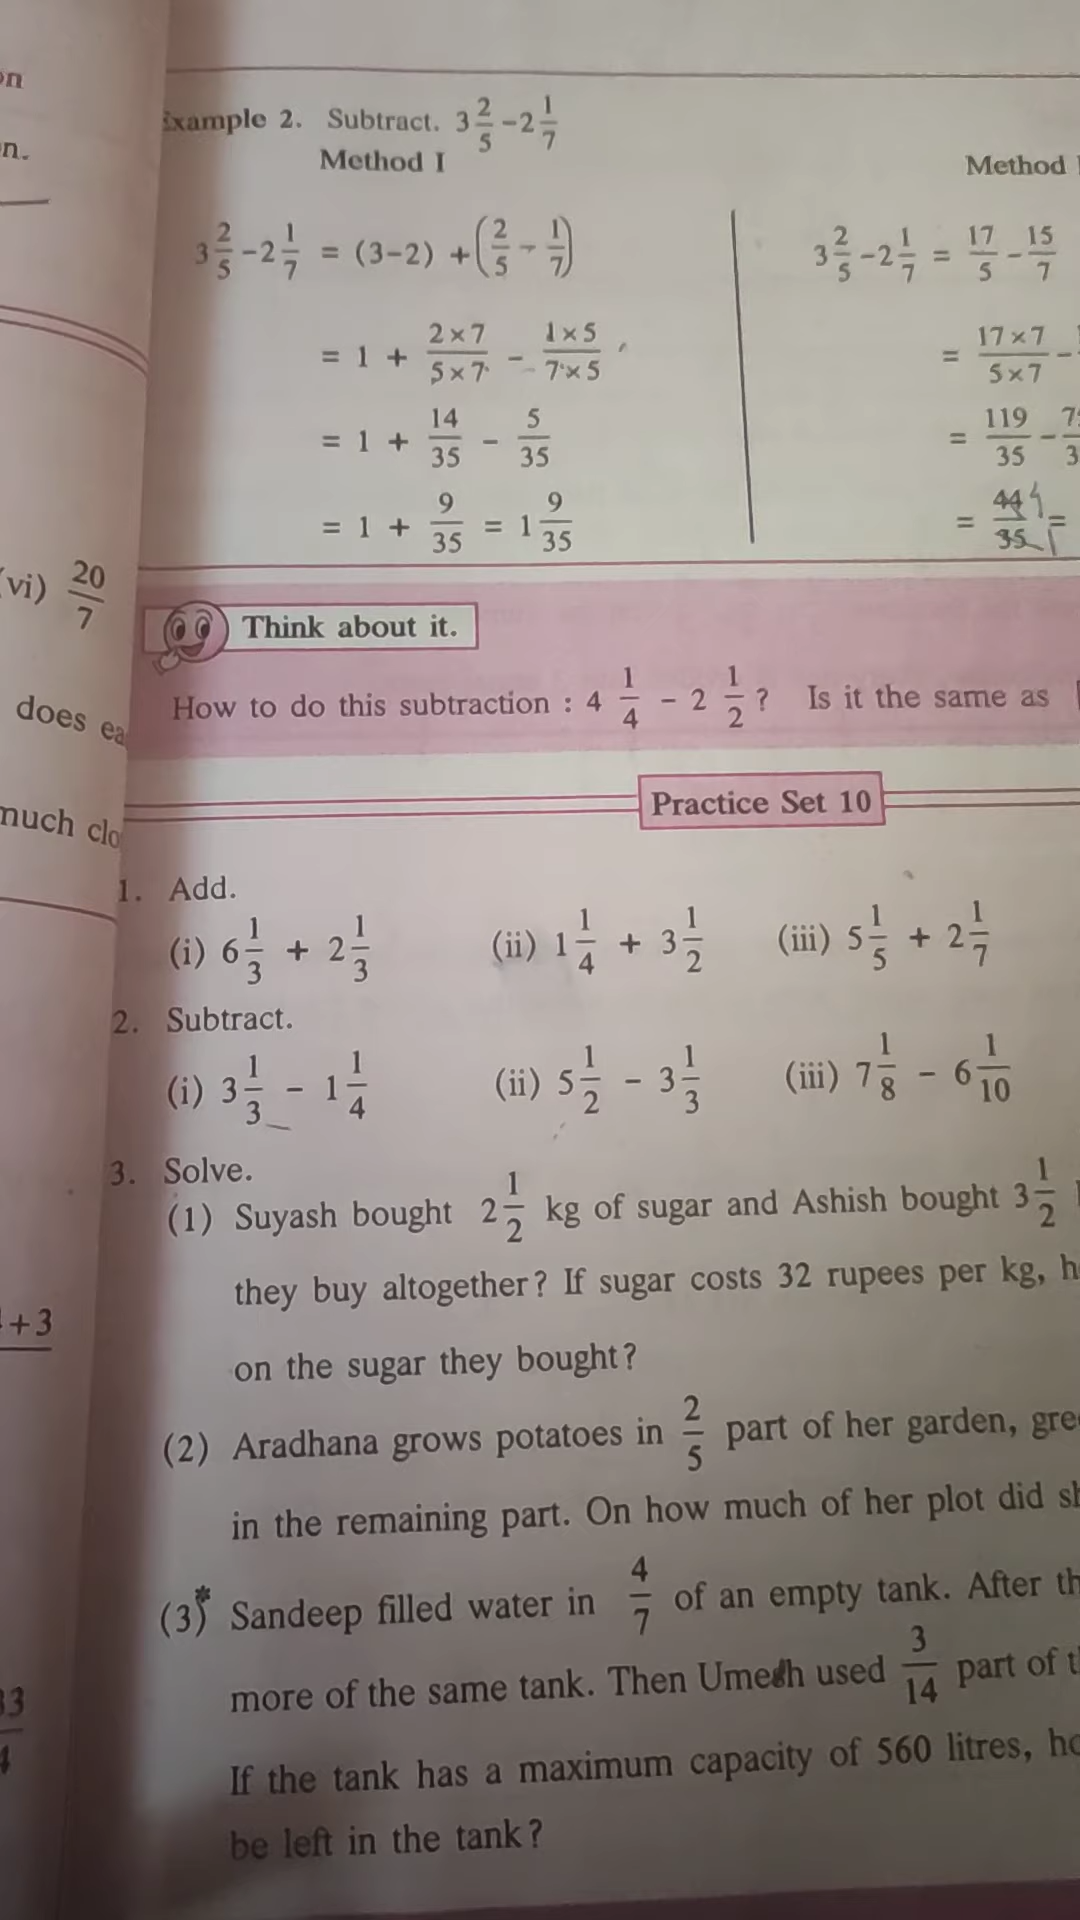 on
n.
Example 2. Subtract. 3 2/5 - 2 1/7
Method I
3 2/5 - 2 1/7 = (3-2) + (2/5 - 1/7)
= 1 + 2×7/5×7 - 1×5/7×5
= 1 + 14/35 - 5/35
= 1 + 9/35 = 1 9/35
Method
3 2/5 - 2 1/7 = 17/5 - 15/7
= 17×7/5×7 -
= 119/35 -
= 44/35 =
(vi) 20/7
does
much
+3
Think about it.
How to do this subtraction : 4 1/4 - 2 1/2 ? Is it the same as
Practice Set 10
1. Add.
(i) 6 1/3 + 2 1/3 (ii) 1 1/4 + 3 1/2 (iii) 5 1/5 + 2 1/7
2. Subtract.
(i) 3 1/3 - 1 1/4 (ii) 5 1/2 - 3 1/3 (iii) 7 1/8 - 6 1/10
3. Solve.
(1) Suyash bought 2 1/2 kg of sugar and Ashish bought 3 1/2
they buy altogether? If sugar costs 32 rupees per kg,
on the sugar they bought?
(2) Aradhana grows potatoes in 2/5 part of her garden,
in the remaining part. On how much of her plot did
(3)* Sandeep filled water in 4/7 of an empty tank. After
more of the same tank. Then Umesh used 3/14 part of
If the tank has a maximum capacity of 560 litres,
be left in the tank?